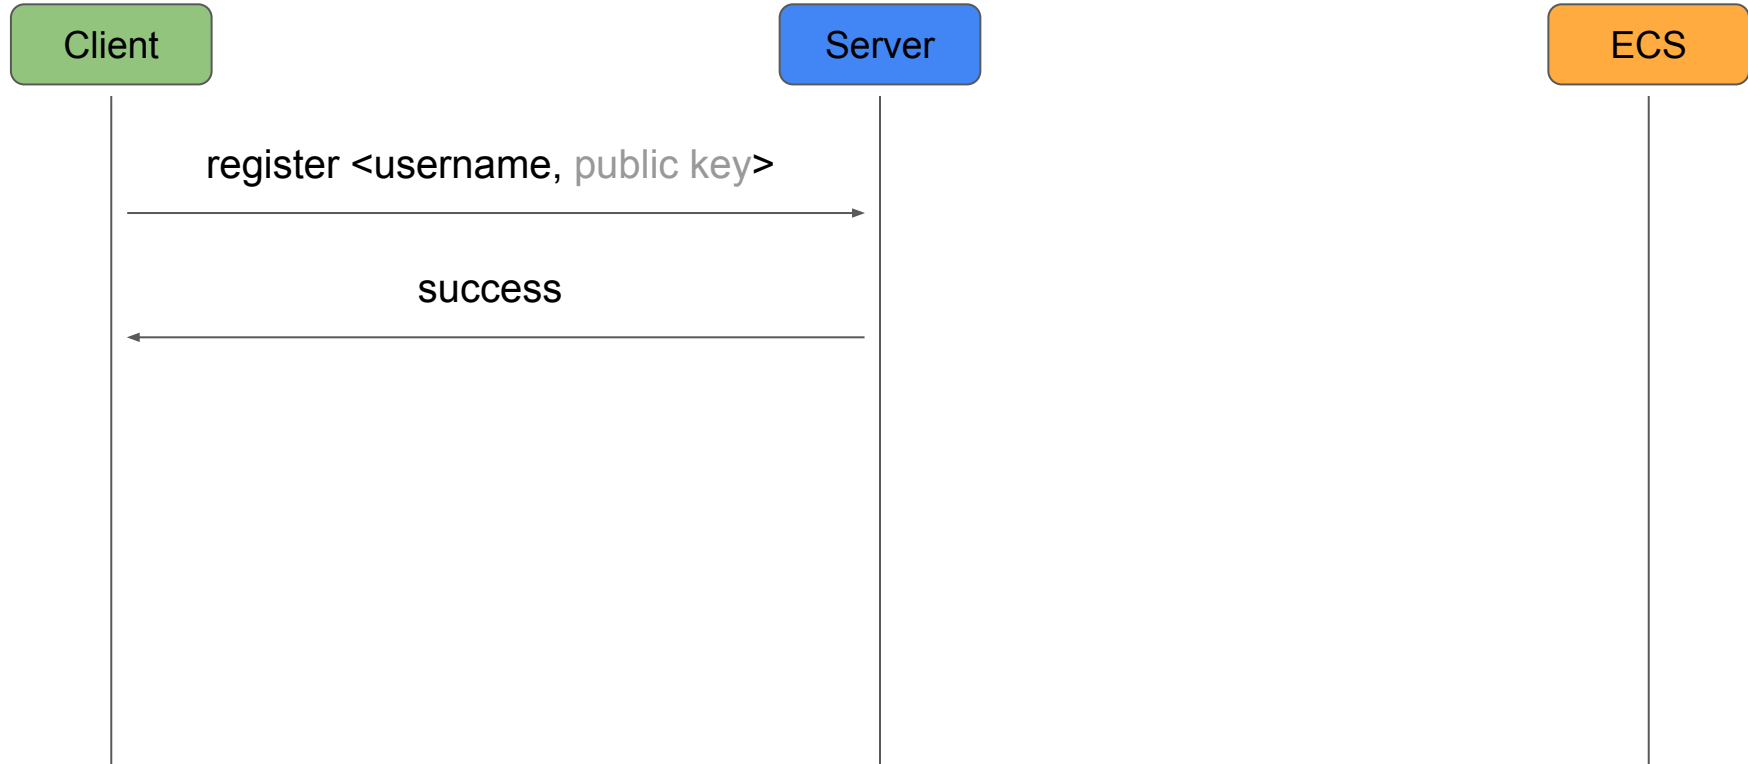 Client
Server
ECS
register <username, public key>
success